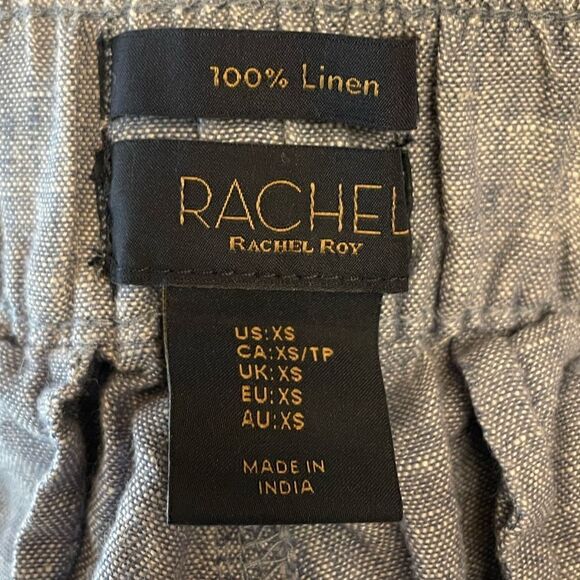 100% Linen
RACHEL
RACHEL ROY
US:XS
CA:XS/TP
UK:XS
EU:XS
AU:XS
MADE IN
INDIA